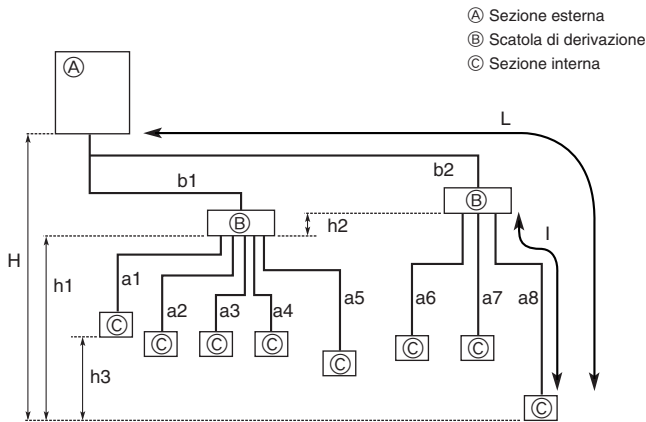 Ⓐ Sezione esterna
Ⓑ Scatola di derivazione
Ⓒ Sezione interna
Ⓐ
L
b2
b1
Ⓑ
Ⓑ
h2
l
H
h1
a1
a2
a3
a4
a5
a6
a7
a8
Ⓒ
Ⓒ
Ⓒ
Ⓒ
Ⓒ
Ⓒ
Ⓒ
h3
Ⓒ